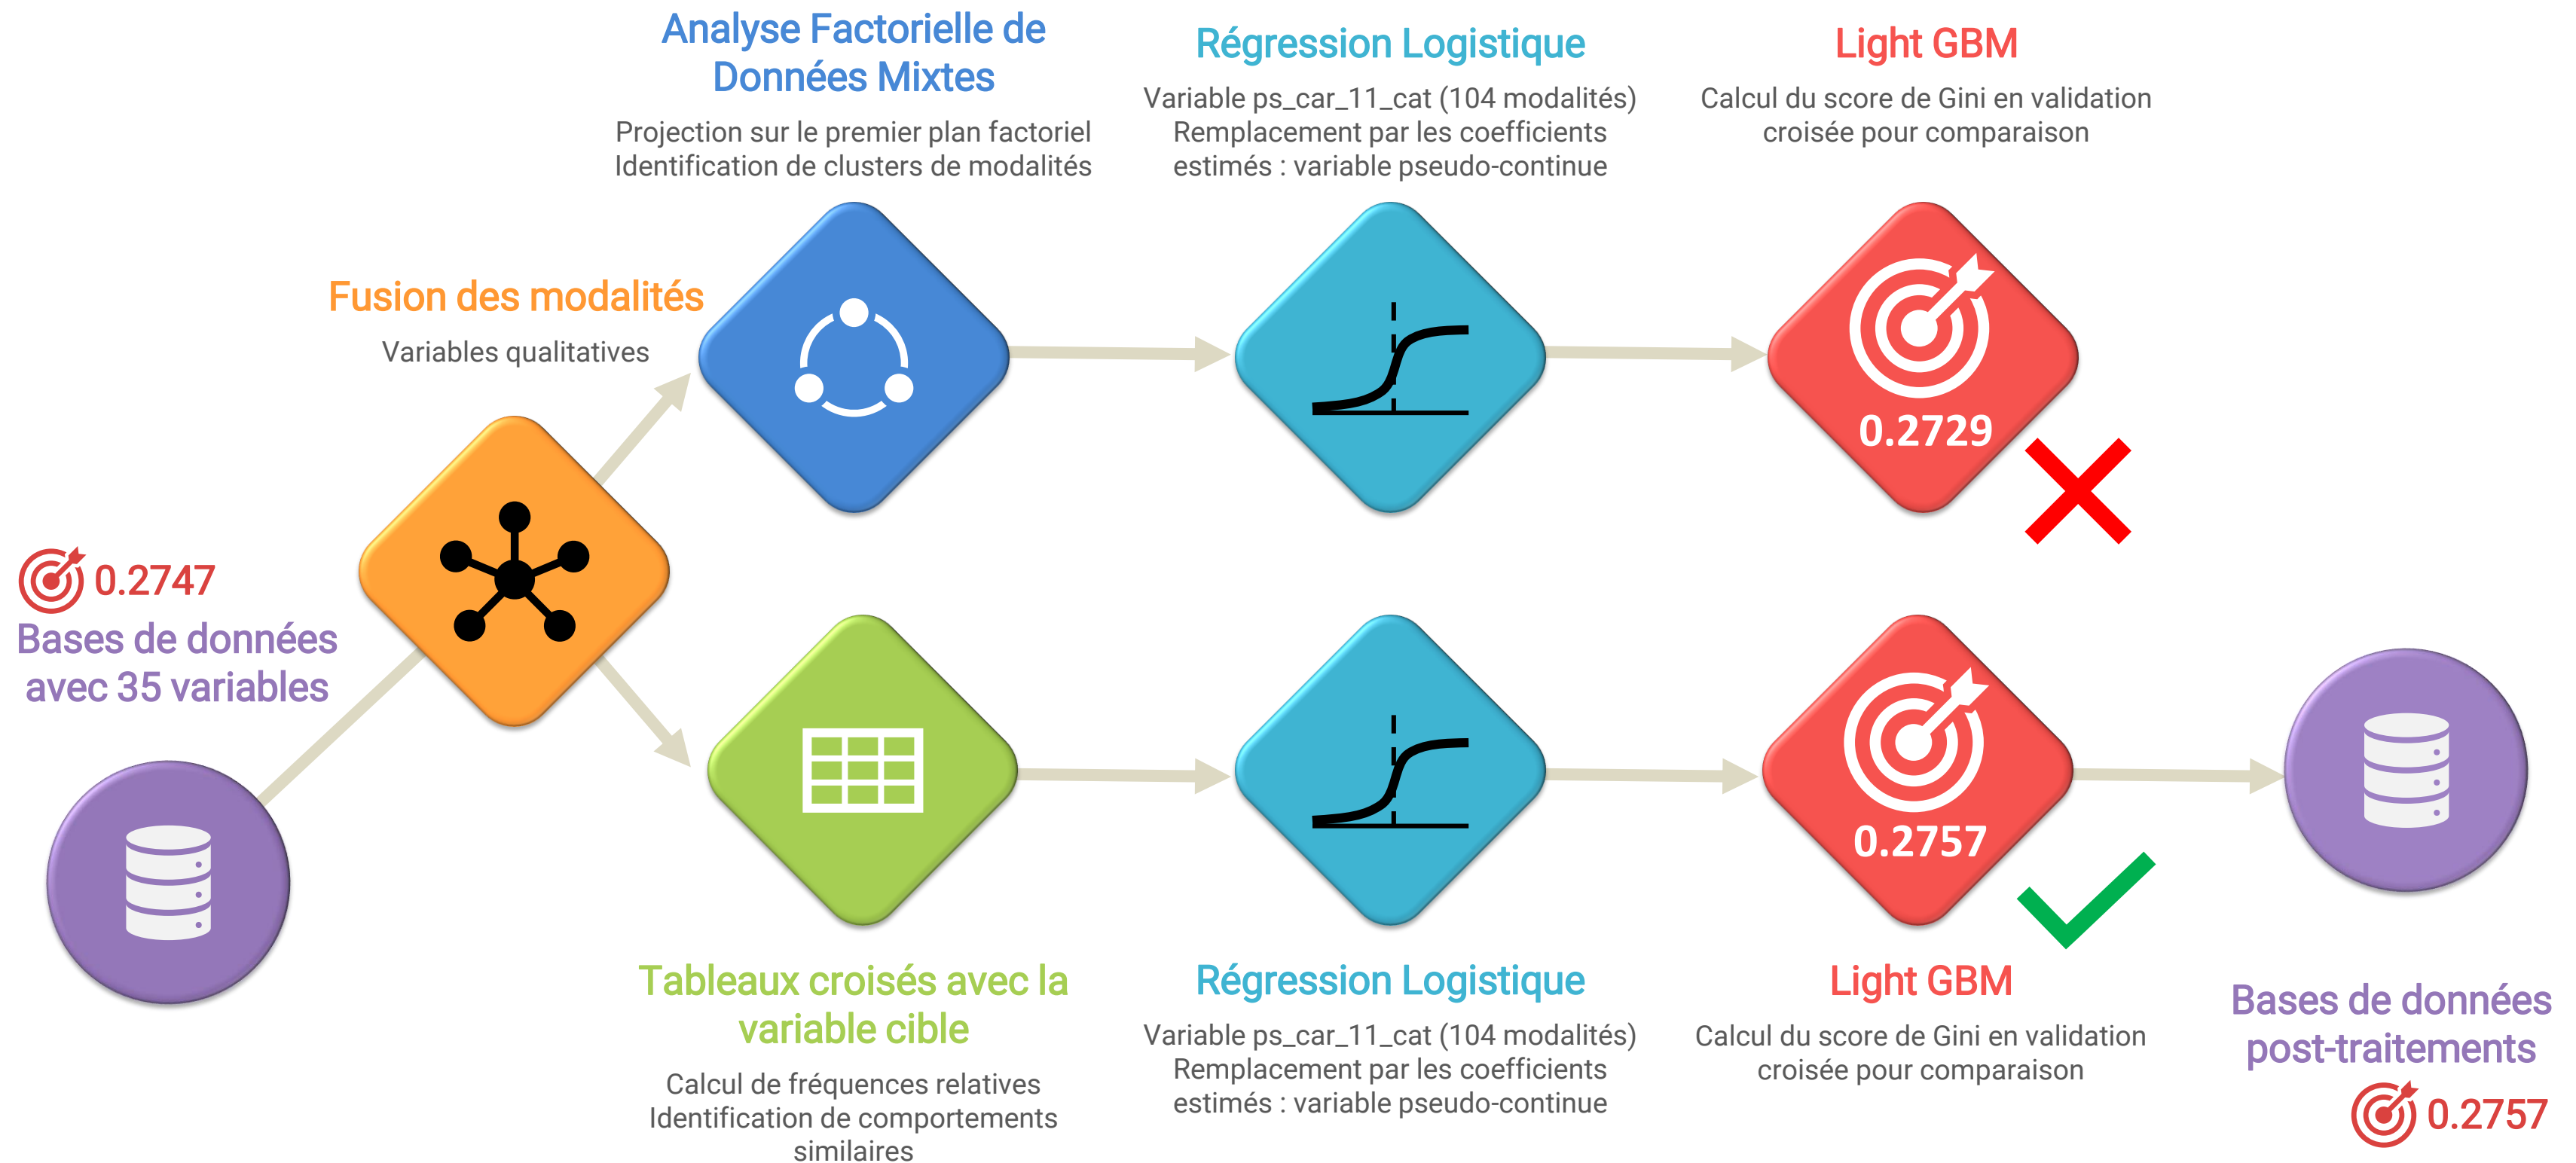 Analyse Factorielle de
Données Mixtes
Projection sur le premier plan factoriel
Identification de clusters de modalités
Régression Logistique
Variable ps_car_11_cat (104 modalités)
Remplacement par les coefficients
estimés : variable pseudo-continue
Light GBM
Calcul du score de Gini en validation
croisée pour comparaison
Fusion des modalités
Variables qualitatives
0.2729
0.2747
Bases de données
avec 35 variables
0.2757
Tableaux croisés avec la
variable cible
Calcul de fréquences relatives
Identification de comportements
similaires
Régression Logistique
Variable ps_car_11_cat (104 modalités)
Remplacement par les coefficients
estimés : variable pseudo-continue
Light GBM
Calcul du score de Gini en validation
croisée pour comparaison
Bases de données
post-traitements
0.2757